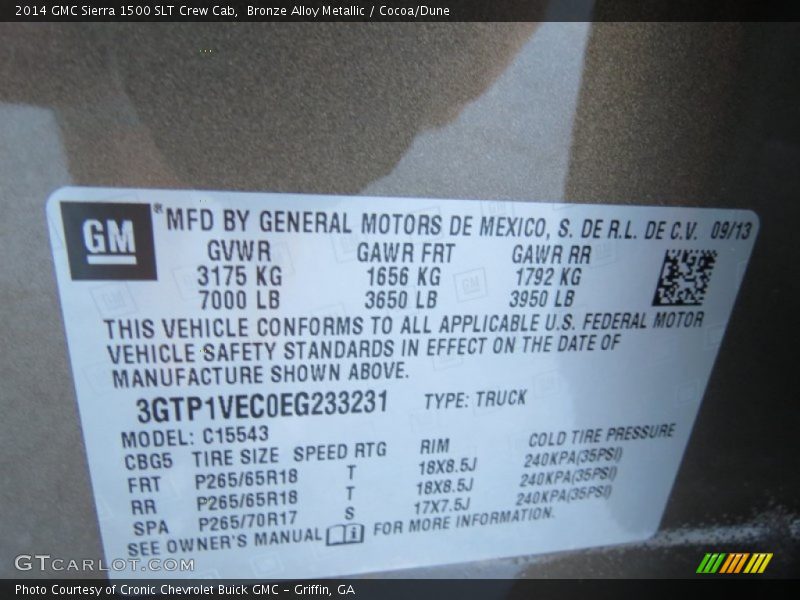 2014 GMC Sierra 1500 SLT Crew Cab,  Bronze Alloy Metallic / Cocoa/Dune
GM ® MFD BY GENERAL MOTORS DE MEXICO, S. DE R.L. DE C.V. 09/13
GVWR GAWR FRT GAWR RR
3175 KG 1656 KG 1792 KG
7000 LB 3650 LB 3950 LB
THIS VEHICLE CONFORMS TO ALL APPLICABLE U.S. FEDERAL MOTOR
VEHICLE SAFETY STANDARDS IN EFFECT ON THE DATE OF
MANUFACTURE SHOWN ABOVE.
3GTP1VEC0EG233231 TYPE: TRUCK
MODEL: C15543
CBG5 TIRE SIZE SPEED RTG RIM COLD TIRE PRESSURE
FRT P265/65R18 T 18X8.5J 240KPA(35PSI)
RR P265/65R18 T 18X8.5J 240KPA(35PSI)
SPA P265/70R17 S 17X7.5J 240KPA(35PSI)
SEE OWNER'S MANUAL i FOR MORE INFORMATION.
GTCARLOT.COM
Photo Courtesy of Cronic Chevrolet Buick GMC – Griffin, GA